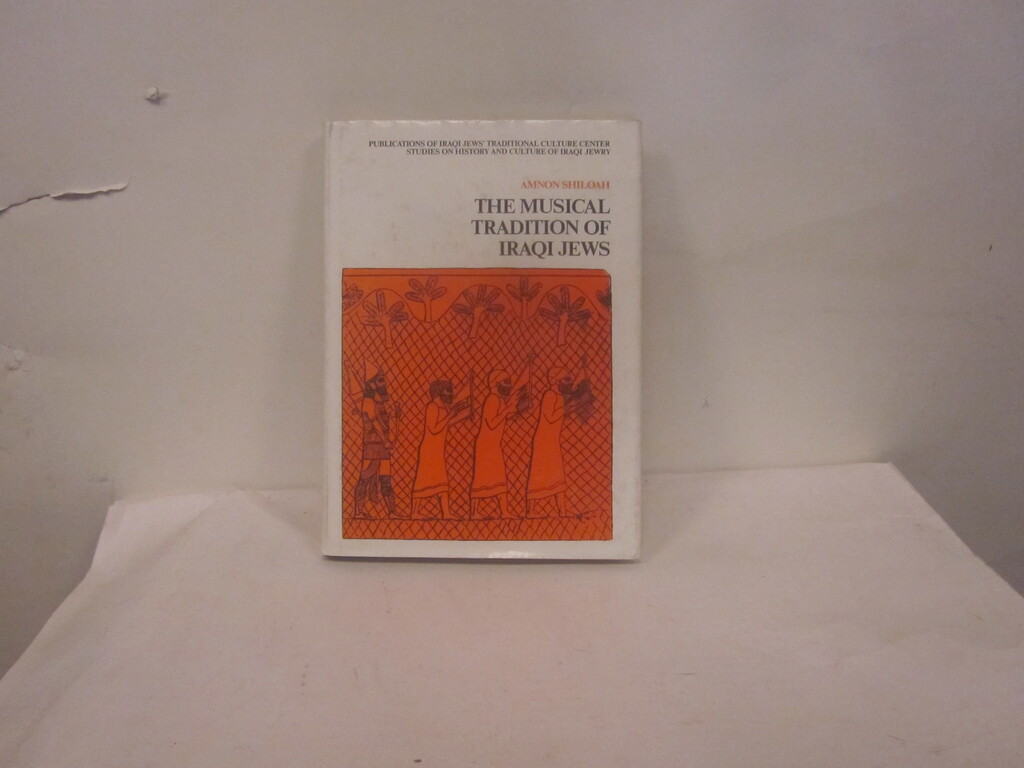 PUBLICATIONS OF IRAQI JEWS' TRADITIONAL CULTURE CENTER
STUDIES ON HISTORY AND CULTURE OF IRAQI JEWRY
AMNON SHILOAH
THE MUSICAL
TRADITION OF
IRAQI JEWS